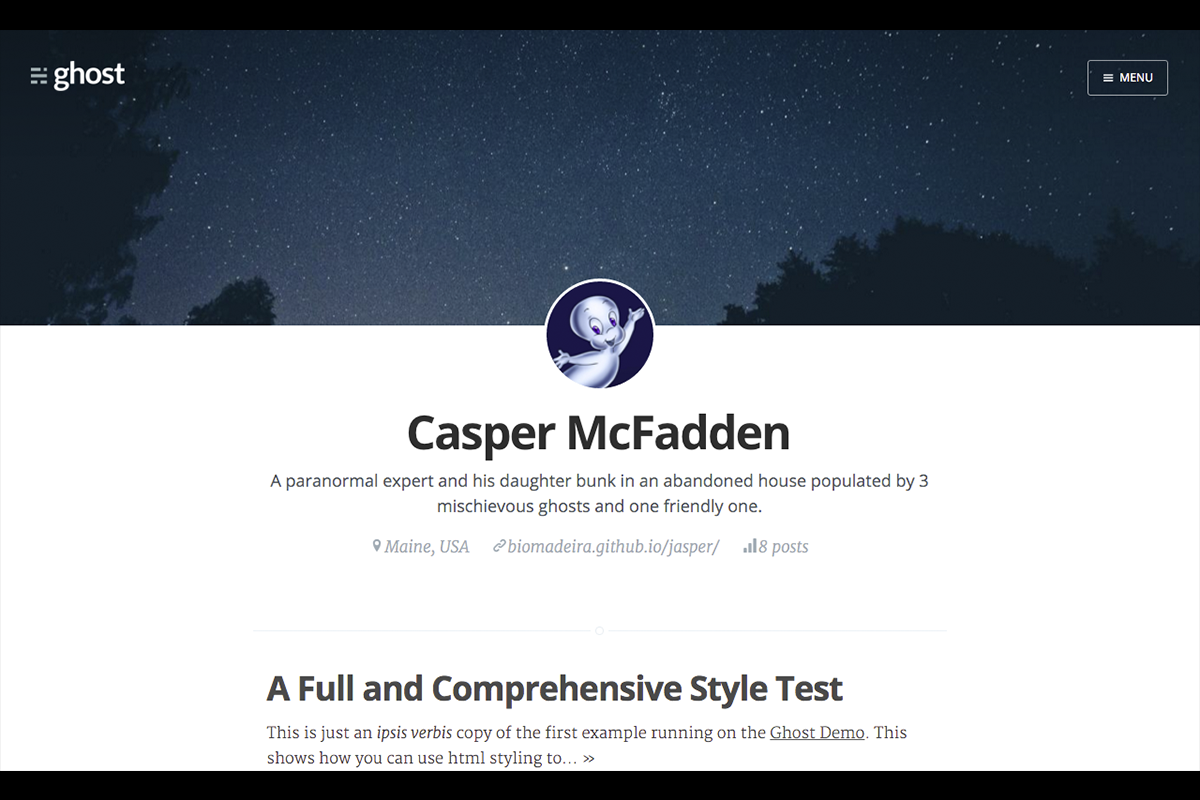 ghost
MENU
Casper McFadden
A paranormal expert and his daughter bunk in an abandoned house populated by 3
mischievous ghosts and one friendly one.
Maine, USA biomadeira.github.io/jasper/ 8 posts
A Full and Comprehensive Style Test
This is just an ipsis verbis copy of the first example running on the Ghost Demo. This
shows how you can use html styling to… »